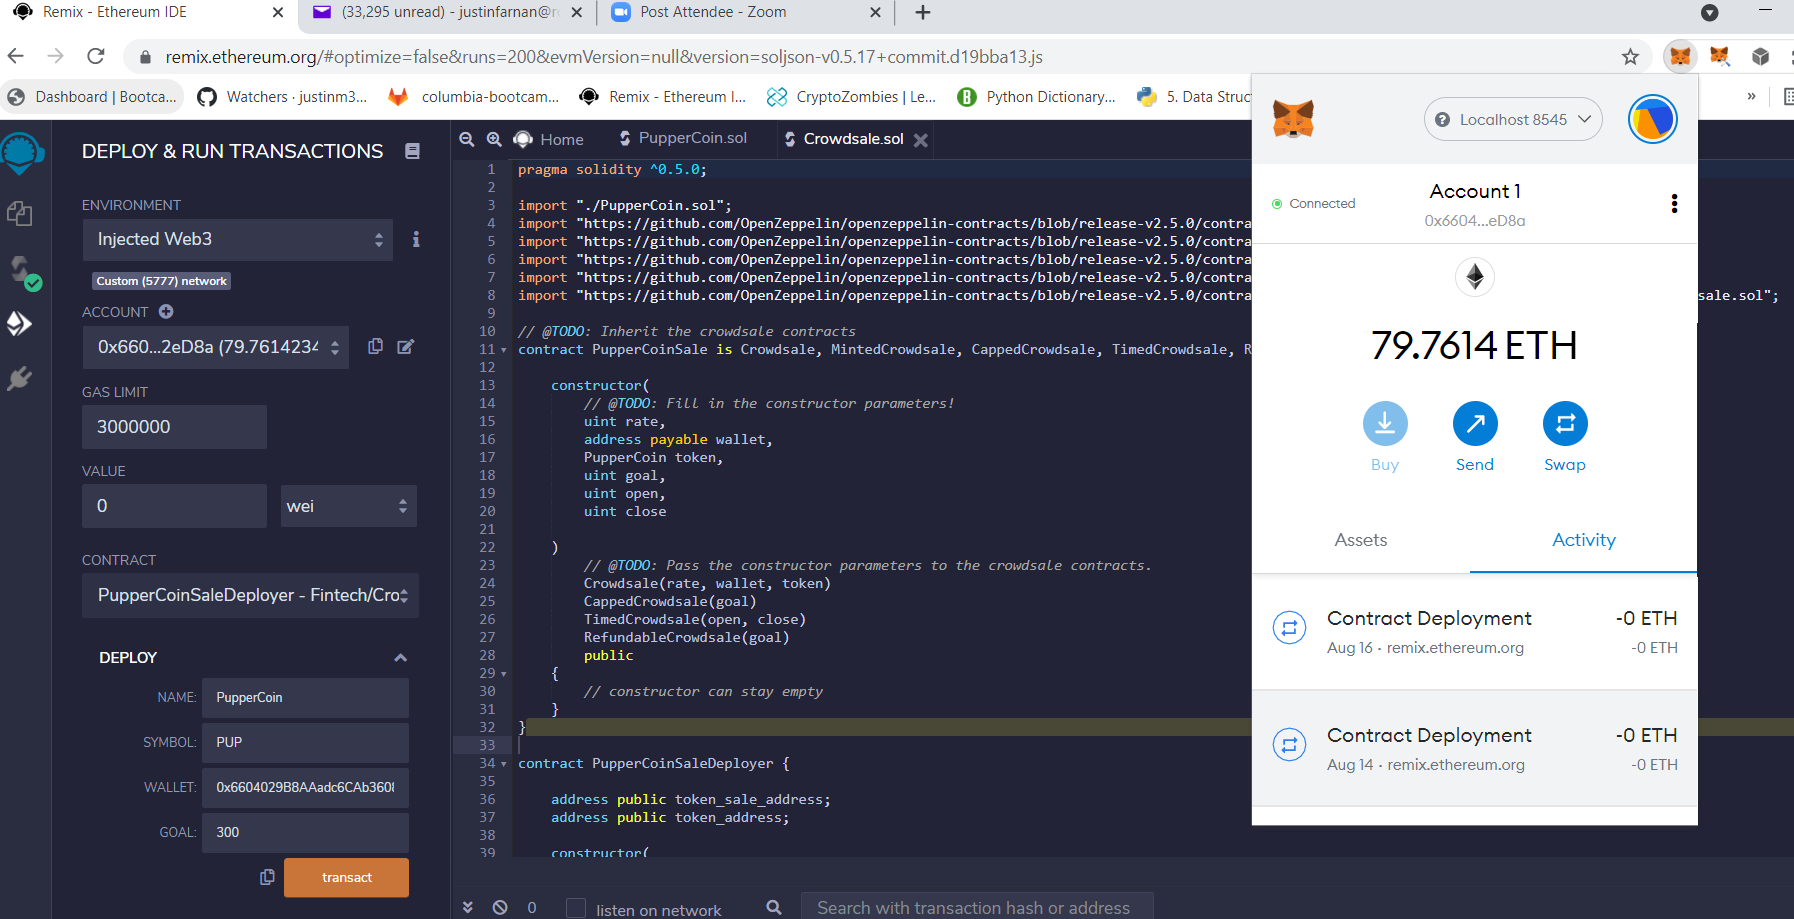 Remix - Ethereum IDE
(33,295 unread) - justinfarnan@r
Post Attendee - Zoom
remix.ethereum.org/#optimize=false&runs=200&evmVersion=null&version=soljson-v0.5.17+commit.d19bba13.js
Dashboard | Bootca...
Watchers · justinm3...
columbia-bootcam...
Remix - Ethereum I...
CryptoZombies | Le...
Python Dictionary...
5. Data Struc
»
DEPLOY & RUN TRANSACTIONS
ENVIRONMENT
Injected Web3
Custom (5777) network
ACCOUNT
0x660...2eD8a (79.7614234
GAS LIMIT
3000000
VALUE
0
wei
CONTRACT
PupperCoinSaleDeployer - Fintech/Cro
DEPLOY
NAME: PupperCoin
SYMBOL: PUP
WALLET: 0x6604029B8AAadc6CAb3608
GOAL: 300
transact
Home
PupperCoin.sol
Crowdsale.sol
1 pragma solidity ^0.5.0;
2
3 import "./PupperCoin.sol";
4 import "https://github.com/OpenZeppelin/openzeppelin-contracts/blob/release-v2.5.0/contra
5 import "https://github.com/OpenZeppelin/openzeppelin-contracts/blob/release-v2.5.0/contra
6 import "https://github.com/OpenZeppelin/openzeppelin-contracts/blob/release-v2.5.0/contra
7 import "https://github.com/OpenZeppelin/openzeppelin-contracts/blob/release-v2.5.0/contra
8 import "https://github.com/OpenZeppelin/openzeppelin-contracts/blob/release-v2.5.0/contra sale.sol";
9
10 // @TODO: Inherit the crowdsale contracts
11 contract PupperCoinSale is Crowdsale, MintedCrowdsale, CappedCrowdsale, TimedCrowdsale, R
12
13 constructor(
14 // @TODO: Fill in the constructor parameters!
15 uint rate,
16 address payable wallet,
17 PupperCoin token,
18 uint goal,
19 uint open,
20 uint close
21
22 )
23 // @TODO: Pass the constructor parameters to the crowdsale contracts.
24 Crowdsale(rate, wallet, token)
25 CappedCrowdsale(goal)
26 TimedCrowdsale(open, close)
27 RefundableCrowdsale(goal)
28 public
29 {
30 // constructor can stay empty
31 }
32 }
33
34 contract PupperCoinSaleDeployer {
35
36 address public token_sale_address;
37 address public token_address;
38
39 constructor(
0
listen on network
Search with transaction hash or address
Localhost 8545
Connected
Account 1
0x6604...eD8a
79.7614 ETH
Buy
Send
Swap
Assets
Activity
Contract Deployment -0 ETH
Aug 16 · remix.ethereum.org -0 ETH
Contract Deployment -0 ETH
Aug 14 · remix.ethereum.org -0 ETH